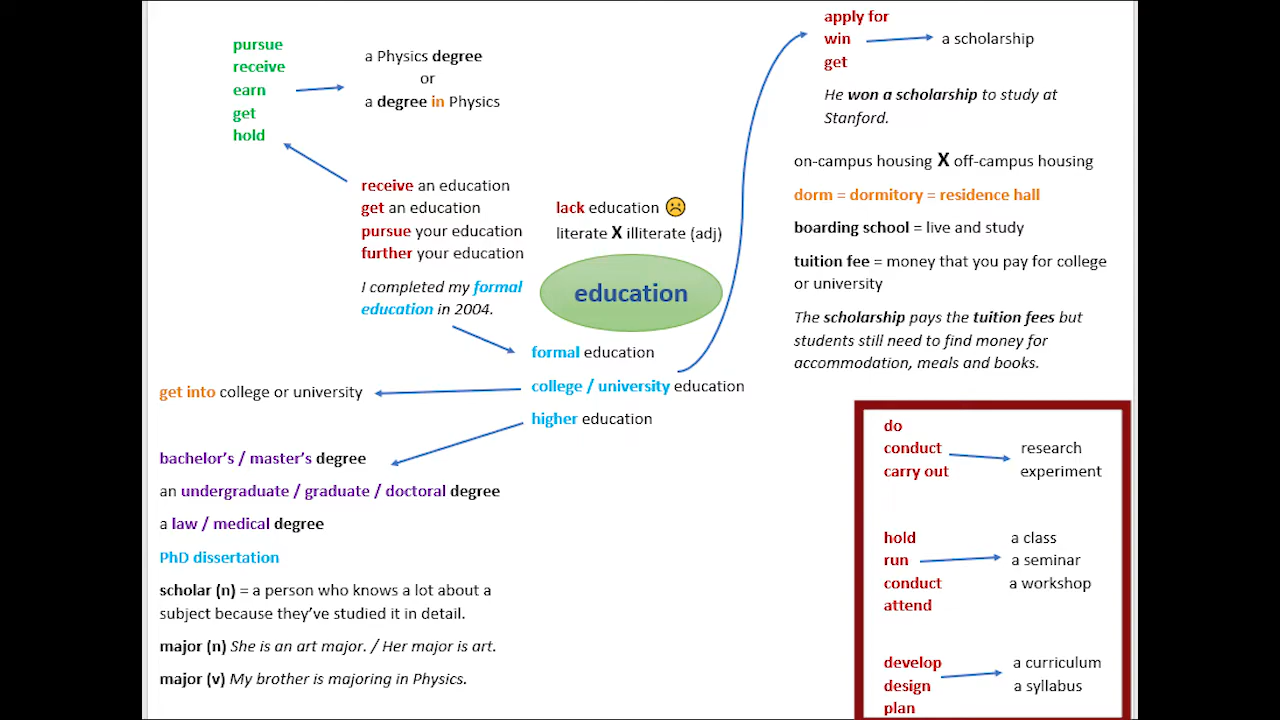 pursue
receive
earn
get
hold
a Physics degree
or
a degree in Physics
receive an education
get an education
pursue your education
further your education
I completed my formal
education in 2004.
lack education
literate X illiterate (adj)
education
formal education
college / university education
higher education
get into college or university
bachelor’s / master’s degree
an undergraduate / graduate / doctoral degree
a law / medical degree
PhD dissertation
scholar (n) = a person who knows a lot about a
subject because they’ve studied it in detail.
major (n) She is an art major. / Her major is art.
major (v) My brother is majoring in Physics.
apply for
win
get
a scholarship
He won a scholarship to study at
Stanford.
on-campus housing X off-campus housing
dorm = dormitory = residence hall
boarding school = live and study
tuition fee = money that you pay for college
or university
The scholarship pays the tuition fees but
students still need to find money for
accommodation, meals and books.
do
conduct
carry out
research
experiment
hold
run
conduct
attend
a class
a seminar
a workshop
develop
design
plan
a curriculum
a syllabus